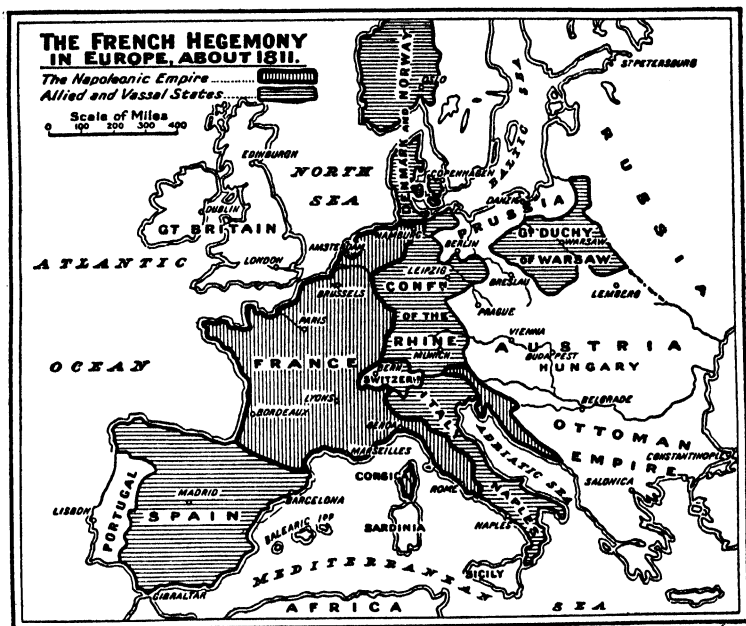 THE FRENCH HEGEMONY
IN EUROPE, ABOUT 1811.
The Napoleonic Empire
Allied and Vassal States
Scale of Miles
0 100 200 300 400
OSLO
DENMARK AND NORWAY
ST PETERSBURG
BALTIC SEA
RUSSIA
EDINBURGH
NORTH
SEA
COPENHAGEN
DANZIG
PRUSSIA
DUBLIN
GT BRITAIN
HAMBURG
BERLIN
GT DUCHY
WARSAW
OF WARSAW
AMSTERDAM
LONDON
ATLANTIC
LEIPZIG
BRESLAU
LEMBERG
BRUSSELS
CONFN
PRAGUE
OF THE
PARIS
RHINE
VIENNA
AUSTRIA
MUNICH
BUDAPEST
HUNGARY
OCEAN
FRANCE
BERN
SWITZER
LYONS
BORDEAUX
ITALY
BELGRADE
GENOA
OTTOMAN
EMPIRE
ADRIATIC SEA
CONSTANTINOPLE
MARSEILLES
CORSICA
ROME
SALONICA
PORTUGAL
MADRID
BARCELONA
NAPLES
LISBON
SPAIN
SARDINIA
NAPLES
BALEARIC
MEDITERRANEAN
SEA
SICILY
GIBRALTAR
AFRICA